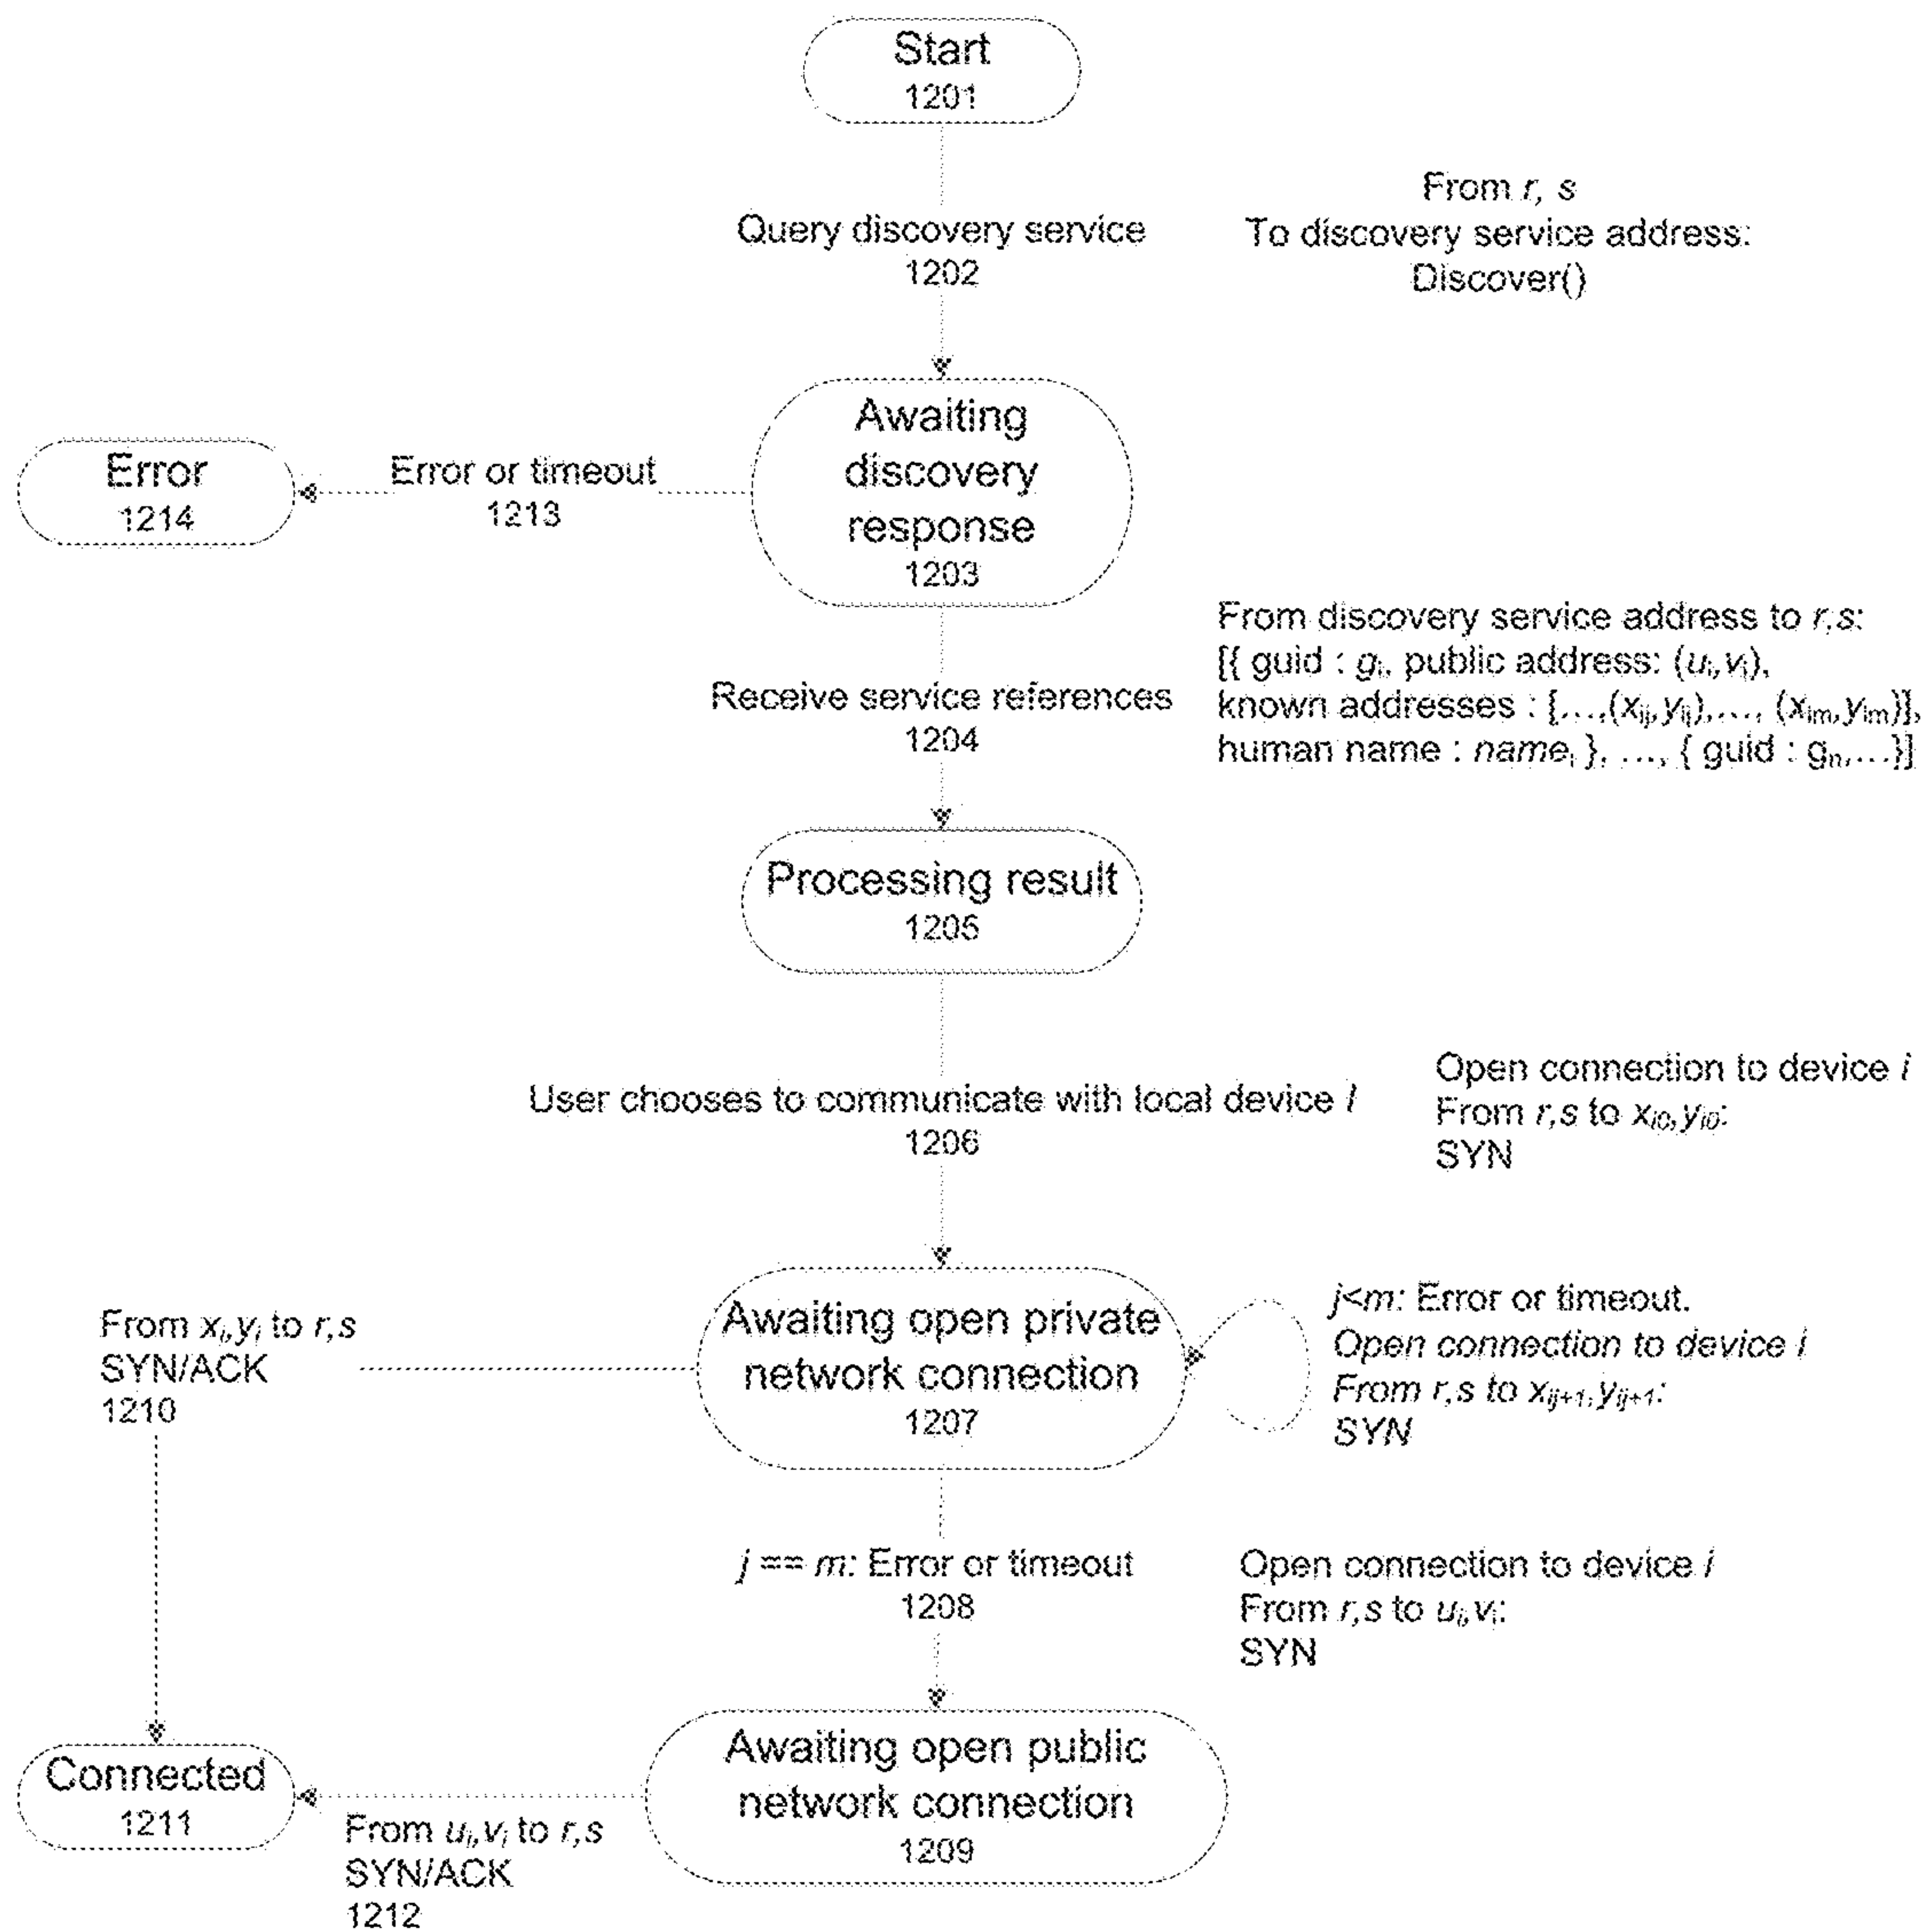 Start
1201
Query discovery service
1202
From r, s
To discovery service address:
Discover()
Awaiting
discovery
response
1203
Error or timeout
1213
Error
1214
From discovery service address to r,s:
[{ guid : gᵢ, public address: (uᵢ,vᵢ),
known addresses : [...,(xᵢⱼ,yᵢⱼ),..., (xᵢₘ,yᵢₘ)],
human name : nameᵢ }, ..., { guid : gₙ,...}]
Receive service references
1204
Processing result
1205
User chooses to communicate with local device i
1206
Open connection to device i
From r,s to xᵢ₀,yᵢ₀:
SYN
Awaiting open private
network connection
1207
j<m: Error or timeout.
Open connection to device i
From r,s to xᵢⱼ₊₁,yᵢⱼ₊₁:
SYN
From xᵢ,yᵢ to r,s
SYN/ACK
1210
j == m: Error or timeout
1208
Open connection to device i
From r,s to uᵢ,vᵢ:
SYN
Awaiting open public
network connection
1209
Connected
1211
From uᵢ,vᵢ to r,s
SYN/ACK
1212